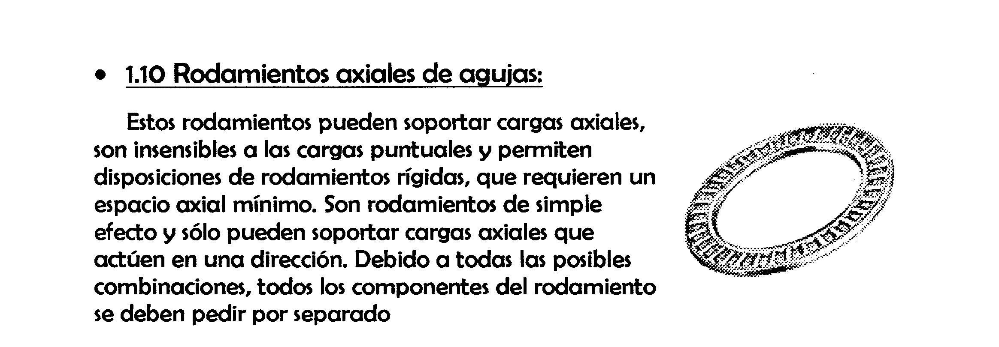 • 1.10 Rodamientos axiales de agujas:
Estos rodamientos pueden soportar cargas axiales,
son insensibles a las cargas puntuales y permiten
disposiciones de rodamientos rígidas, que requieren un
espacio axial mínimo. Son rodamientos de simple
efecto y sólo pueden soportar cargas axiales que
actúen en una dirección. Debido a todas las posibles
combinaciones, todos los componentes del rodamiento
se deben pedir por separado